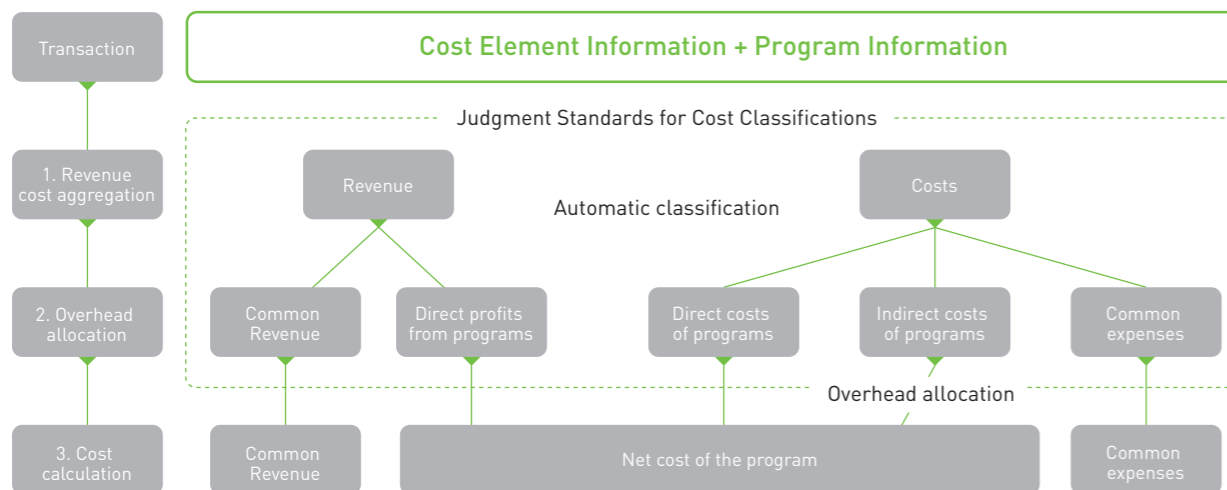 Transaction
Cost Element Information + Program Information
Judgment Standards for Cost Classifications
1. Revenue
cost aggregation
Revenue
Automatic classification
Costs
2. Overhead
allocation
Common
Revenue
Direct profits
from programs
Direct costs
of programs
Indirect costs
of programs
Common
expenses
Overhead allocation
3. Cost
calculation
Common
Revenue
Net cost of the program
Common
expenses